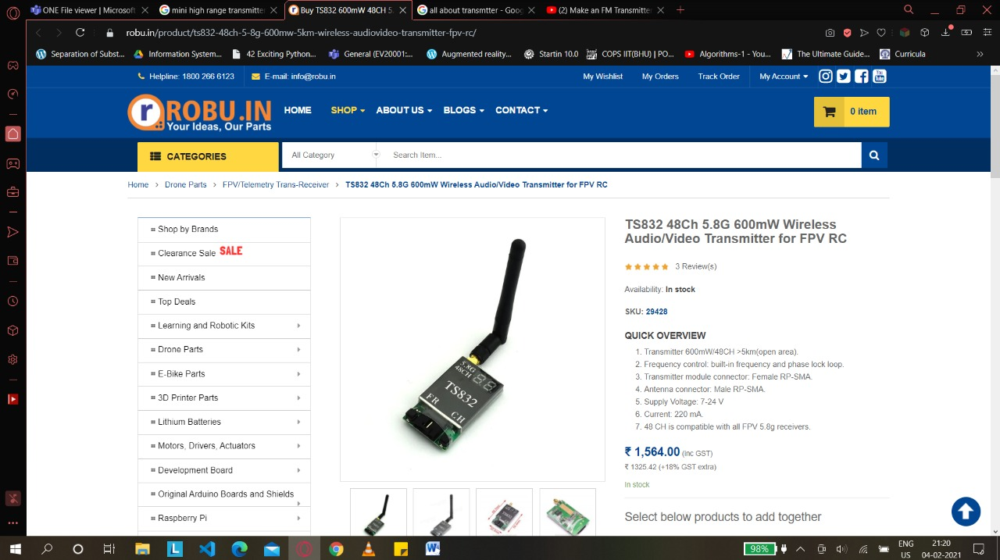 ONE File viewer | Microsoft
mini high range transmitter
Buy TS832 600mW 48CH 5.
all about transmtter - Goog
(2) Make an FM Transmitte
robu.in/product/ts832-48ch-5-8g-600mw-5km-wireless-audiovideo-transmitter-fpv-rc/
Separation of Subst...
Information System...
42 Exciting Python...
General (EV20001:...
Augmented reality...
Startin 10.0
COPS IIT(BHU) | PO...
Algorithms-1 - You...
The Ultimate Guide...
Curricula
Helpline: 1800 266 6123
E-mail: info@robu.in
My Wishlist
My Orders
Track Order
My Account
You Tube
r ROBU.IN
Your Ideas, Our Parts
HOME
SHOP
ABOUT US
BLOGS
CONTACT
0 item
CATEGORIES
All Category
Search Item...
Home > Drone Parts > FPV/Telemetry Trans-Receiver > TS832 48Ch 5.8G 600mW Wireless Audio/Video Transmitter for FPV RC
Shop by Brands
Clearance Sale SALE
New Arrivals
Top Deals
Learning and Robotic Kits
Drone Parts
E-Bike Parts
3D Printer Parts
Lithium Batteries
Motors, Drivers, Actuators
Development Board
Original Arduino Boards and Shields
Raspberry Pi
5.8G
48CH
TS832
FR
CH
TS832 48Ch 5.8G 600mW Wireless
Audio/Video Transmitter for FPV RC
3 Review(s)
Availability: In stock
SKU: 29428
QUICK OVERVIEW
1. Transmitter 600mW/48CH >5km(open area).
2. Frequency control: built-in frequency and phase lock loop.
3. Transmitter module connector: Female RP-SMA.
4. Antenna connector: Male RP-SMA.
5. Supply Voltage: 7-24 V
6. Current: 220 mA.
7. 48 CH is compatible with all FPV 5.8g receivers.
₹ 1,564.00 (inc GST)
₹ 1325.42 (+18% GST extra)
In stock
Select below products to add together
98%
ENG
US
21:20
04-02-2021